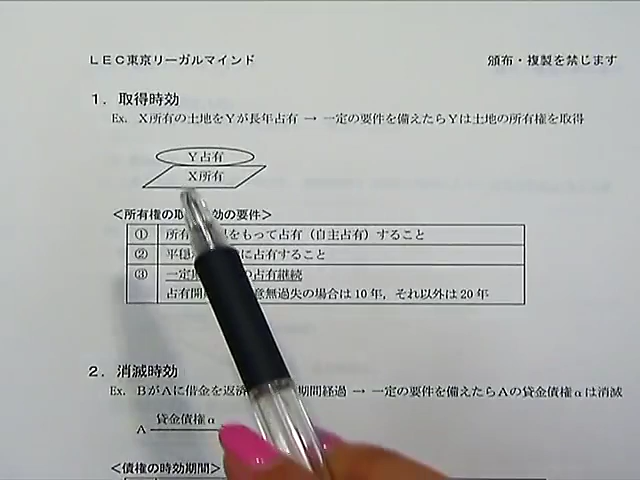 LEC東京リーガルマインド 頒布・複製を禁じます
1．取得時効
Ex. X所有の土地をYが長年占有 → 一定の要件を備えたらYは土地の所有権を取得
Y占有
X所有
＜所有権の取 効の要件＞
① 所有 をもって占有（自主占有）すること
② 平穏 に占有すること
③ 一定 の占有継続
占有開 意無過失の場合は10年，それ以外は20年
2．消滅時効
Ex. BがAに借金を返済 期間経過 → 一定の要件を備えたらAの貸金債権αは消滅
貸金債権α
A
＜債権の時効期間＞